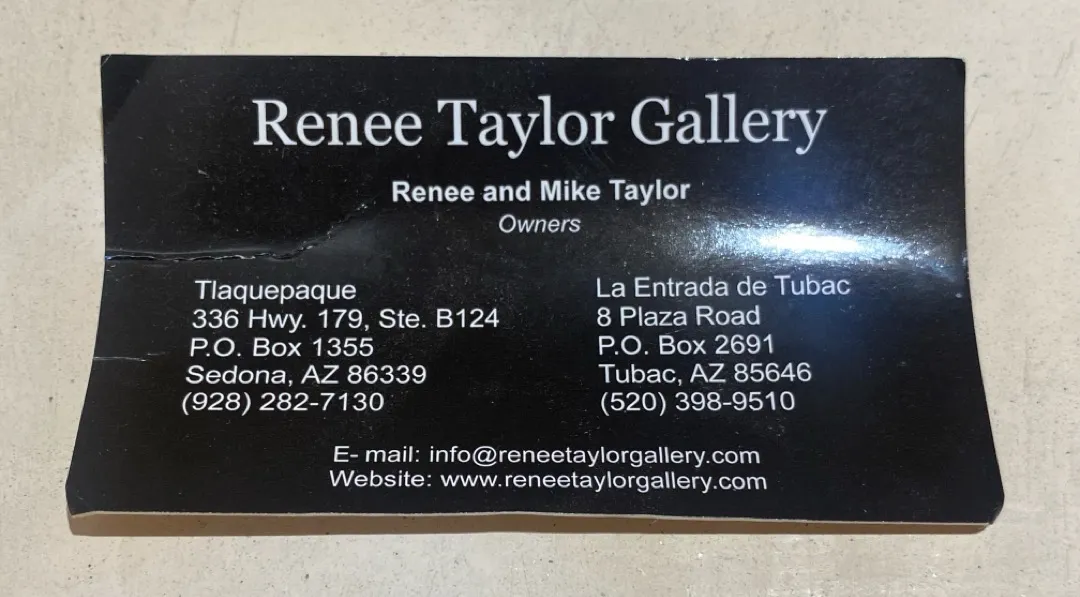 Renee Taylor Gallery
Renee and Mike Taylor
Owners
Tlaquepaque
336 Hwy. 179, Ste. B124
P.O. Box 1355
Sedona, AZ 86339
(928) 282-7130
La Entrada de Tubac
8 Plaza Road
P.O. Box 2691
Tubac, AZ 85646
(520) 398-9510
E- mail: info@reneetaylorgallery.com
Website: www.reneetaylorgallery.com